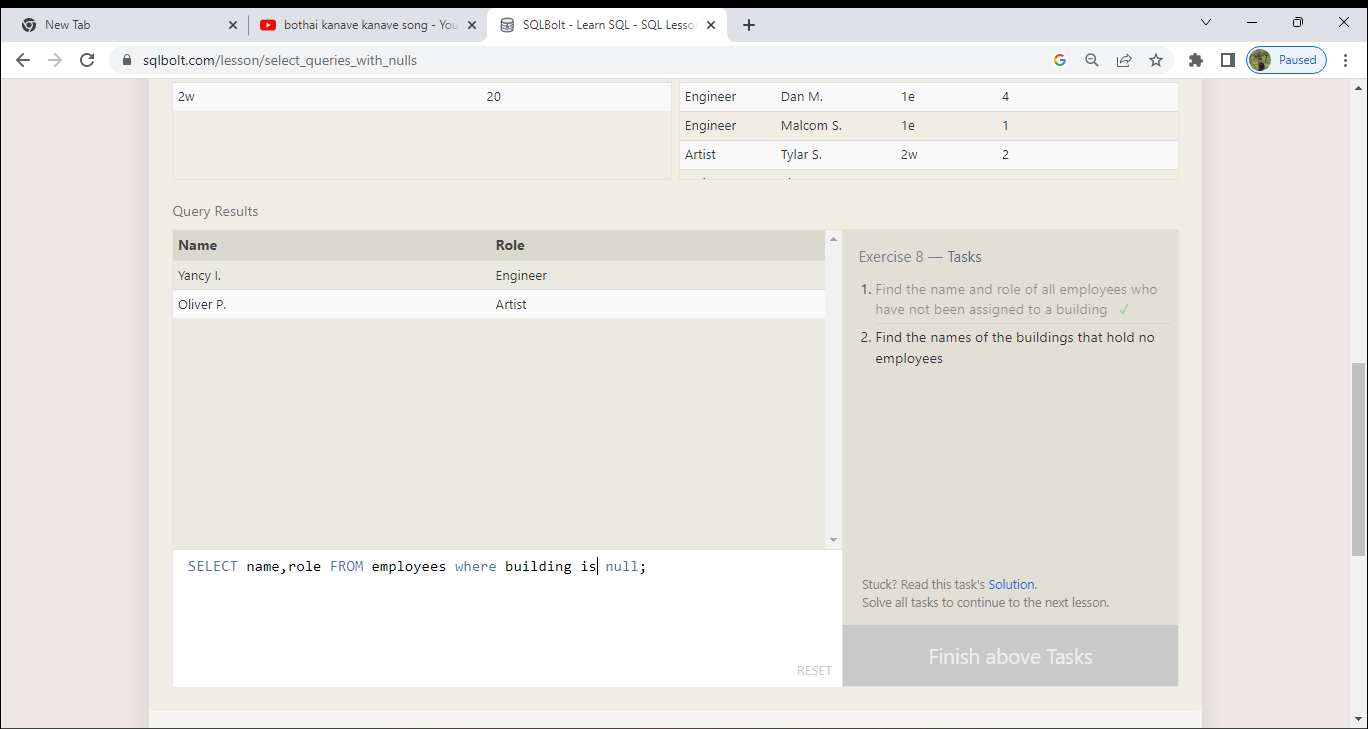 New Tab
bothai kanave kanave song - You
SQLBolt - Learn SQL - SQL Lesson
sqlbolt.com/lesson/select_queries_with_nulls
Paused
2w 20
Engineer Dan M. 1e 4
Engineer Malcom S. 1e 1
Artist Tylar S. 2w 2
Query Results
Name Role
Yancy I. Engineer
Oliver P. Artist
Exercise 8 — Tasks
1. Find the name and role of all employees who
have not been assigned to a building ✓
2. Find the names of the buildings that hold no
employees
SELECT name,role FROM employees where building is null;
RESET
Stuck? Read this task's Solution.
Solve all tasks to continue to the next lesson.
Finish above Tasks